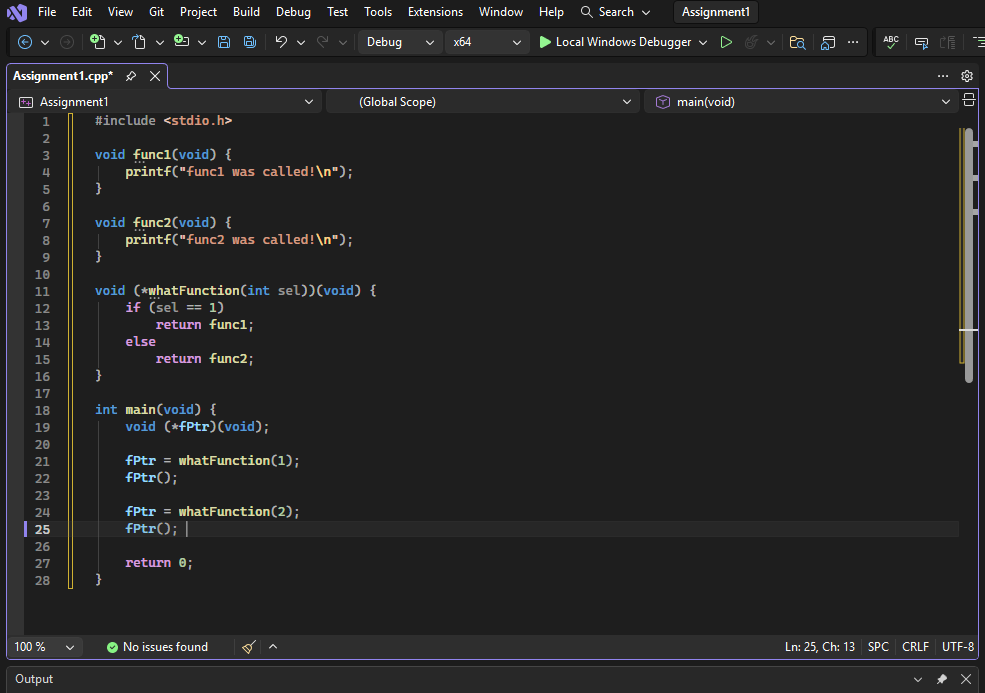 File Edit View Git Project Build Debug Test Tools Extensions Window Help Search Assignment1
Debug x64 Local Windows Debugger ABC
Assignment1.cpp*
Assignment1 (Global Scope) main(void)
1 #include <stdio.h>
2
3 void func1(void) {
4     printf("func1 was called!\n");
5 }
6
7 void func2(void) {
8     printf("func2 was called!\n");
9 }
10
11 void (*whatFunction(int sel))(void) {
12     if (sel == 1)
13         return func1;
14     else
15         return func2;
16 }
17
18 int main(void) {
19     void (*fPtr)(void);
20
21     fPtr = whatFunction(1);
22     fPtr();
23
24     fPtr = whatFunction(2);
25     fPtr();
26
27     return 0;
28 }
100 % No issues found Ln: 25, Ch: 13 SPC CRLF UTF-8
Output